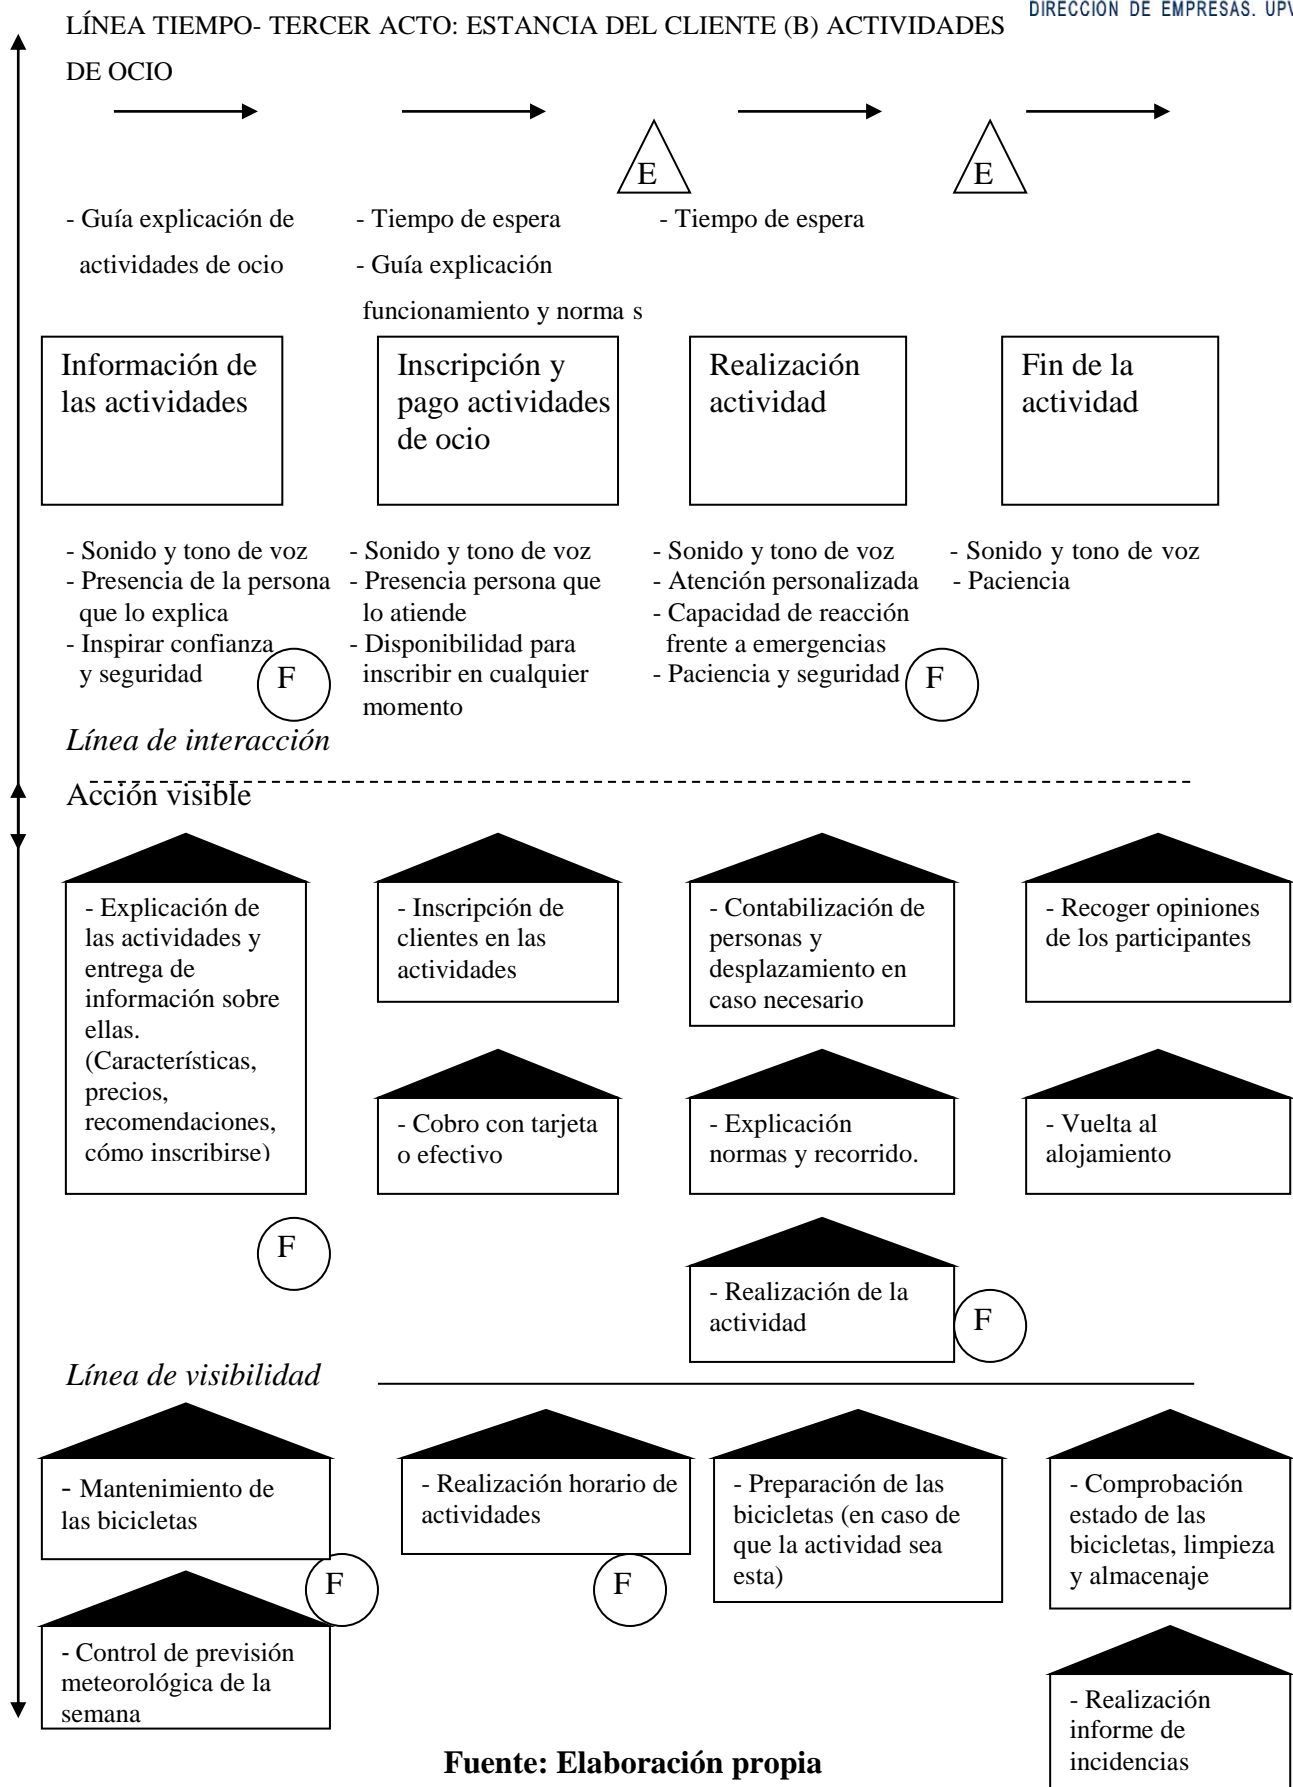 DIRECCIÓN DE EMPRESAS. UPV
LÍNEA TIEMPO- TERCER ACTO: ESTANCIA DEL CLIENTE (B) ACTIVIDADES
DE OCIO
E
E
- Guía explicación de
actividades de ocio
- Tiempo de espera
- Guía explicación
funcionamiento y norma s
- Tiempo de espera
Información de
las actividades
Inscripción y
pago actividades
de ocio
Realización
actividad
Fin de la
actividad
- Sonido y tono de voz
- Presencia de la persona
que lo explica
- Inspirar confianza
y seguridad
F
- Sonido y tono de voz
- Presencia persona que
lo atiende
- Disponibilidad para
inscribir en cualquier
momento
- Sonido y tono de voz
- Atención personalizada
- Capacidad de reacción
frente a emergencias
- Paciencia y seguridad
F
- Sonido y tono de voz
- Paciencia
Línea de interacción
Acción visible
- Explicación de
las actividades y
entrega de
información sobre
ellas.
(Características,
precios,
recomendaciones,
cómo inscribirse)
F
- Inscripción de
clientes en las
actividades
- Cobro con tarjeta
o efectivo
- Contabilización de
personas y
desplazamiento en
caso necesario
- Explicación
normas y recorrido.
- Realización de la
actividad
F
- Recoger opiniones
de los participantes
- Vuelta al
alojamiento
Línea de visibilidad
- Mantenimiento de
las bicicletas
F
- Control de previsión
meteorológica de la
semana
- Realización horario de
actividades
F
- Preparación de las
bicicletas (en caso de
que la actividad sea
esta)
- Comprobación
estado de las
bicicletas, limpieza
y almacenaje
- Realización
informe de
incidencias
Fuente: Elaboración propia